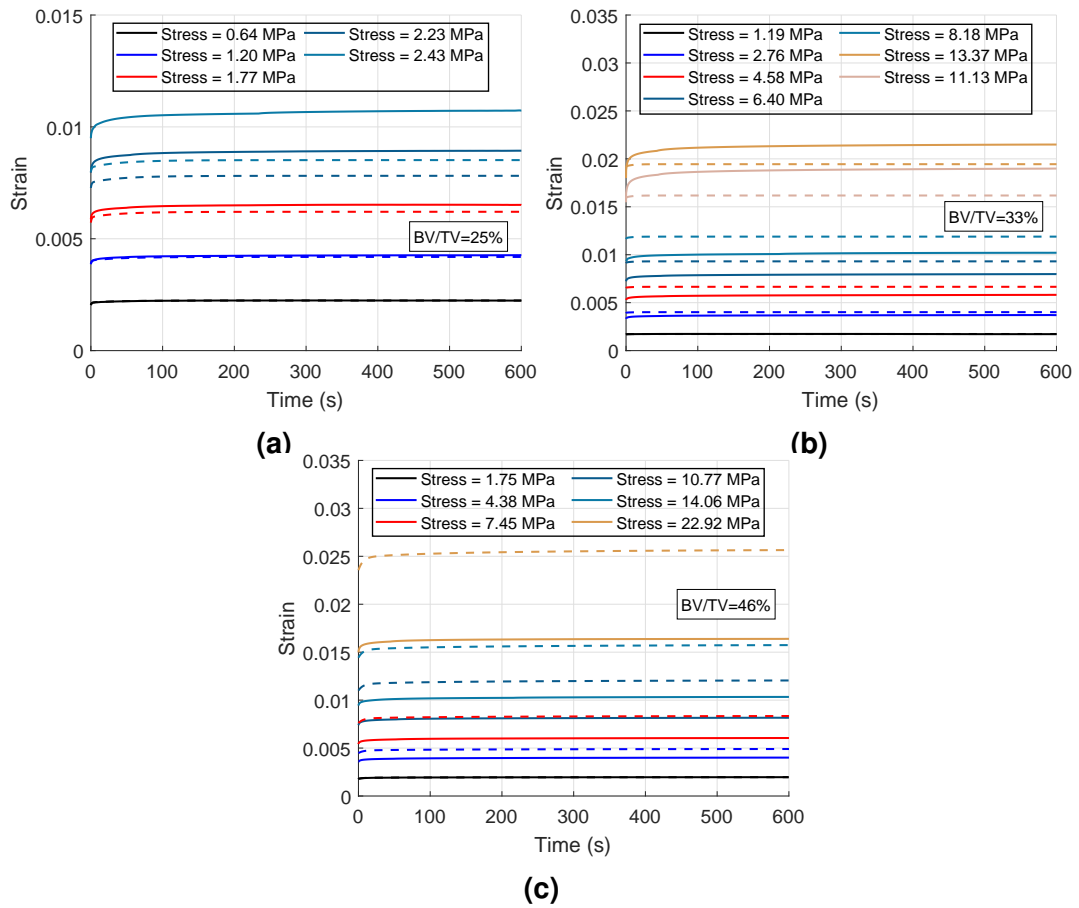 0.015
Stress = 0.64 MPa Stress = 2.23 MPa
Stress = 1.20 MPa Stress = 2.43 MPa
Stress = 1.77 MPa
0.01
Strain
BV/TV=25%
0.005
0
0 100 200 300 400 500 600
Time (s)
(a)
0.035
Stress = 1.19 MPa Stress = 8.18 MPa
Stress = 2.76 MPa Stress = 13.37 MPa
0.03
Stress = 4.58 MPa Stress = 11.13 MPa
Stress = 6.40 MPa
0.025
0.02
Strain
0.015
BV/TV=33%
0.01
0.005
0
0 100 200 300 400 500 600
Time (s)
(b)
0.035
Stress = 1.75 MPa Stress = 10.77 MPa
Stress = 4.38 MPa Stress = 14.06 MPa
0.03
Stress = 7.45 MPa Stress = 22.92 MPa
0.025
0.02
BV/TV=46%
Strain
0.015
0.01
0.005
0
0 100 200 300 400 500 600
Time (s)
(c)